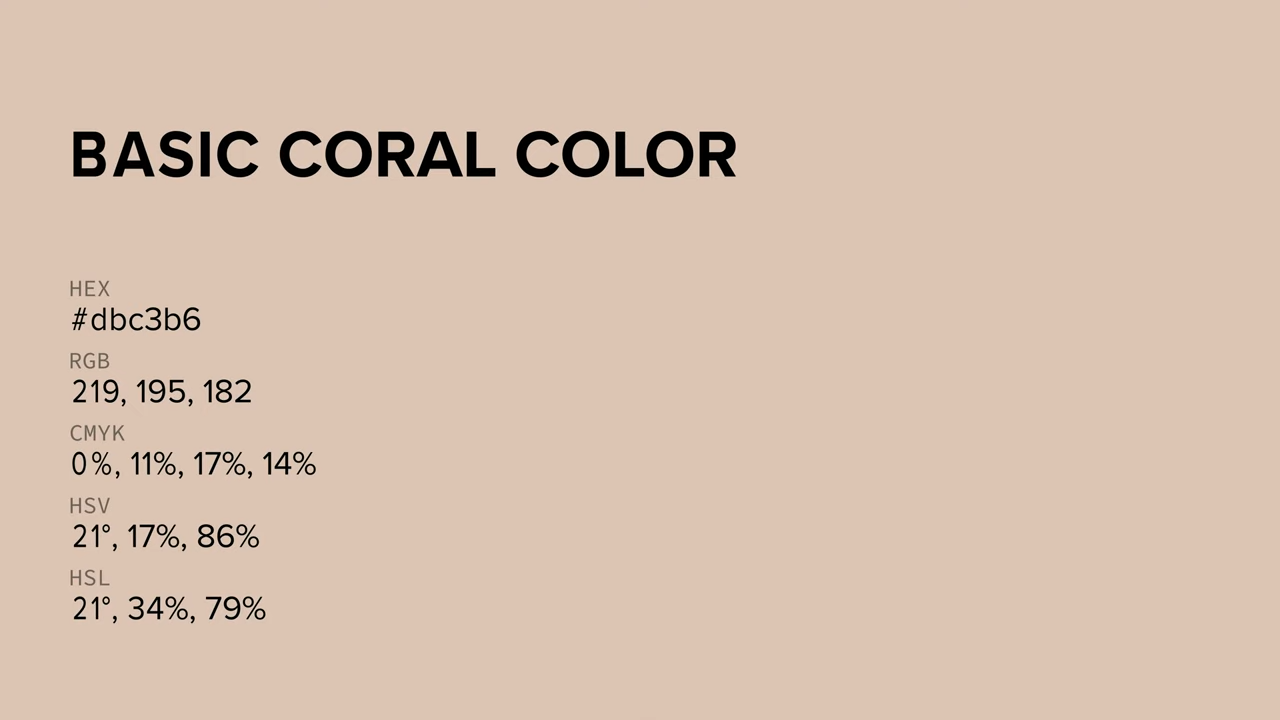 BASIC CORAL COLOR
HEX
#dbc3b6
RGB
219, 195, 182
CMYK
0%, 11%, 17%, 14%
HSV
21°, 17%, 86%
HSL
21°, 34%, 79%